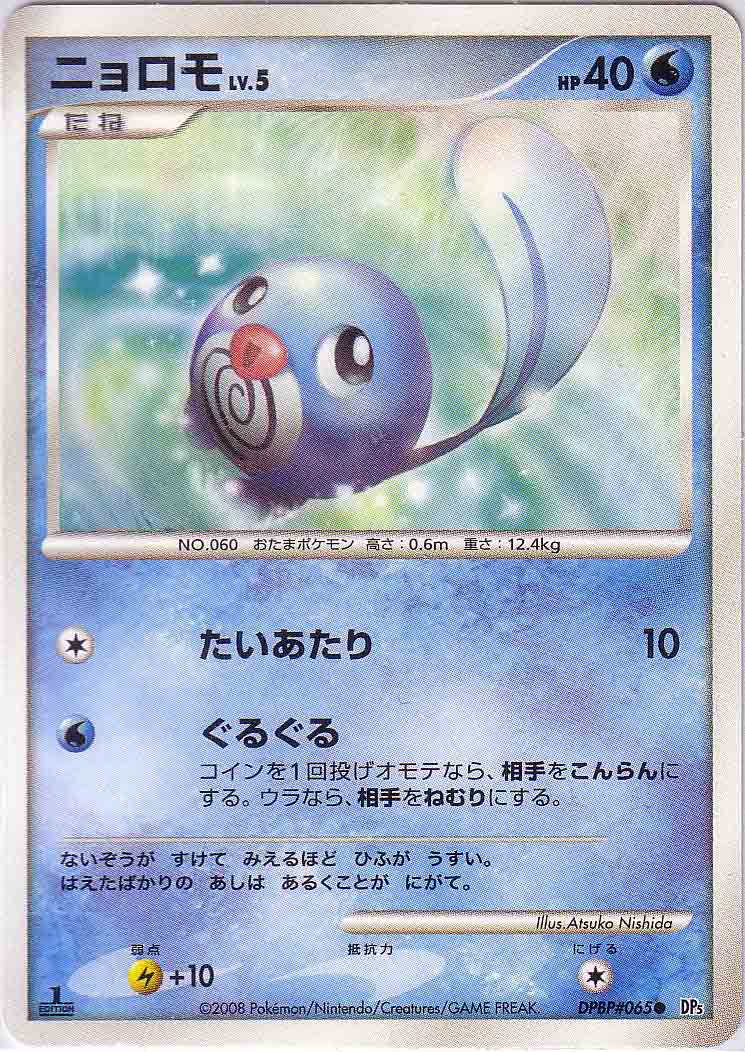 ニョロモ LV.5 HP40
たね
NO.060 おたまポケモン 高さ：0.6m 重さ：12.4kg
たいあたり 10
ぐるぐる
コインを1回投げオモテなら、相手をこんらんに
する。ウラなら、相手をねむりにする。
ないぞうが すけて みえるほど ひふが うすい。
はえたばかりの あしは あるくことが にがて。
Illus.Atsuko Nishida
弱点 抵抗力 にげる
+10
1 EDITION ©2008 Pokémon/Nintendo/Creatures/GAME FREAK. DPBP#065 DP5